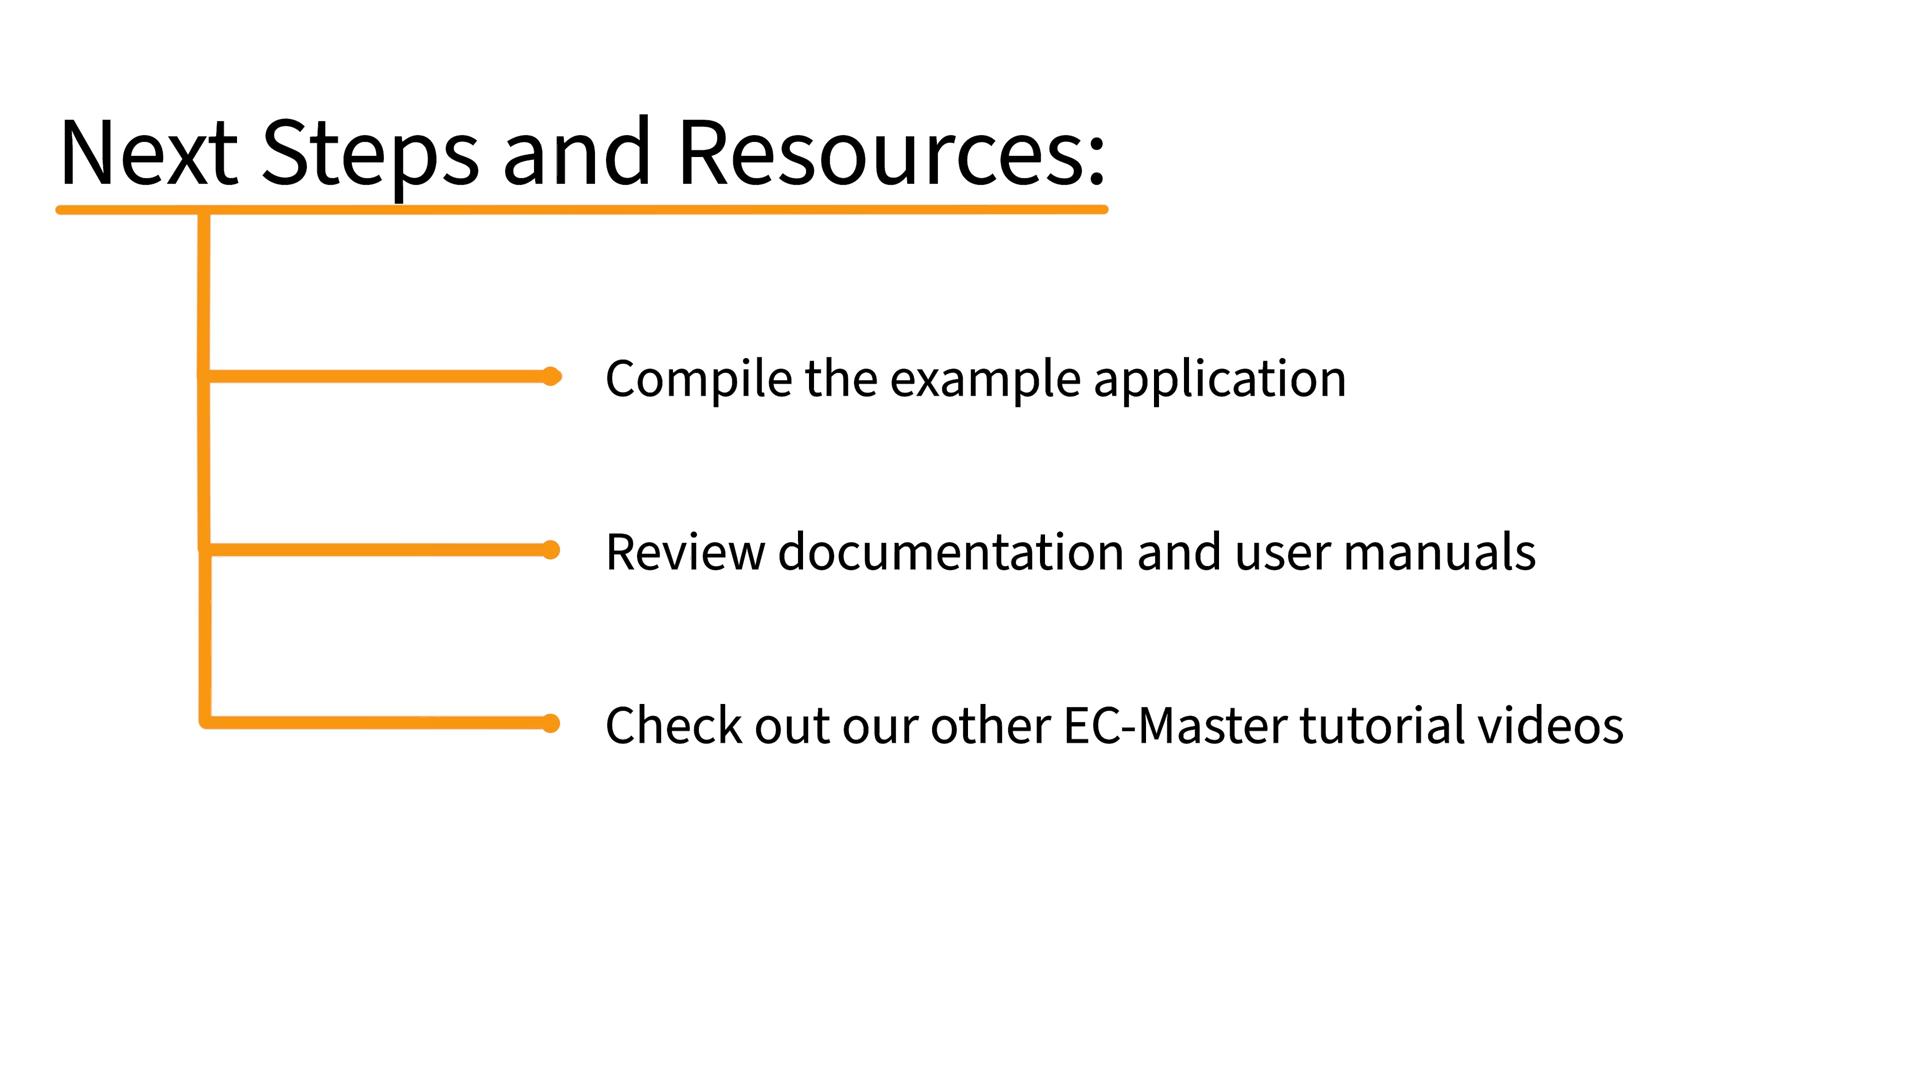 Next Steps and Resources:
Compile the example application
Review documentation and user manuals
Check out our other EC-Master tutorial videos